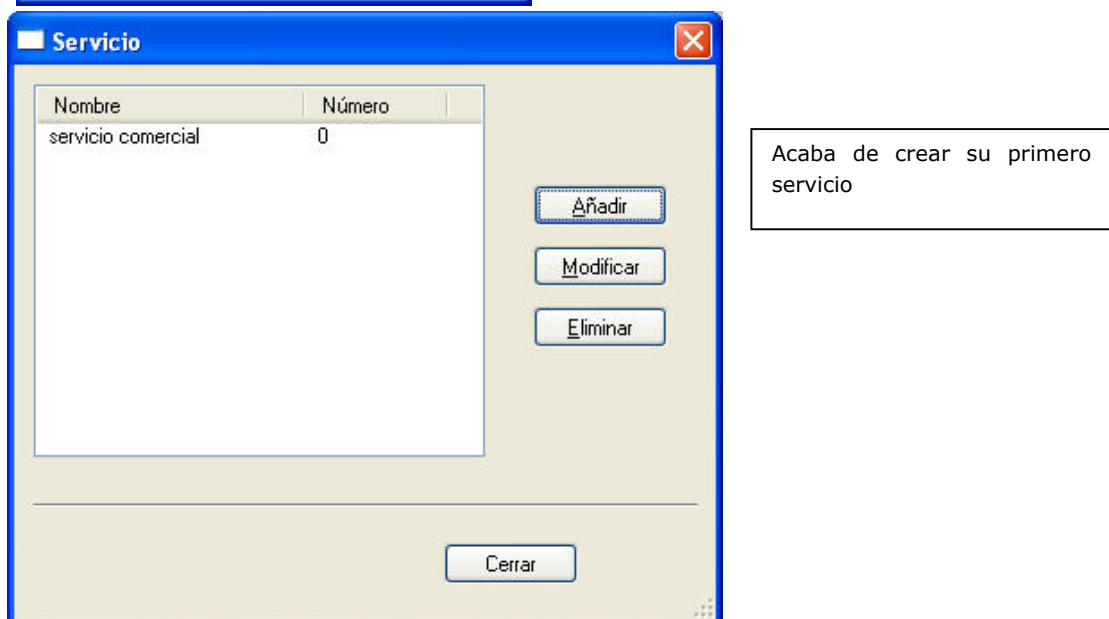 Servicio
Nombre Número
servicio comercial 0
Añadir
Modificar
Eliminar
Cerrar
Acaba de crear su primero
servicio